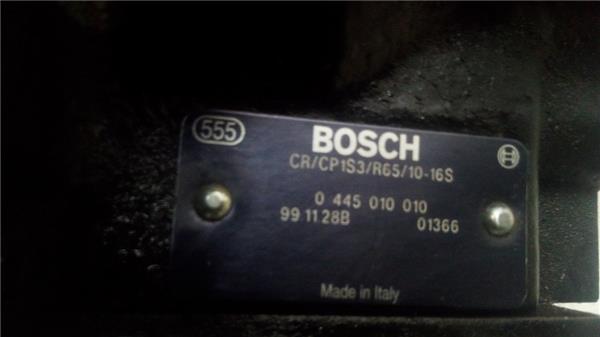 555
BOSCH
CR/CP1S3/R65/10-16S
0 445 010 010
99 11 28B 01366
Made in Italy